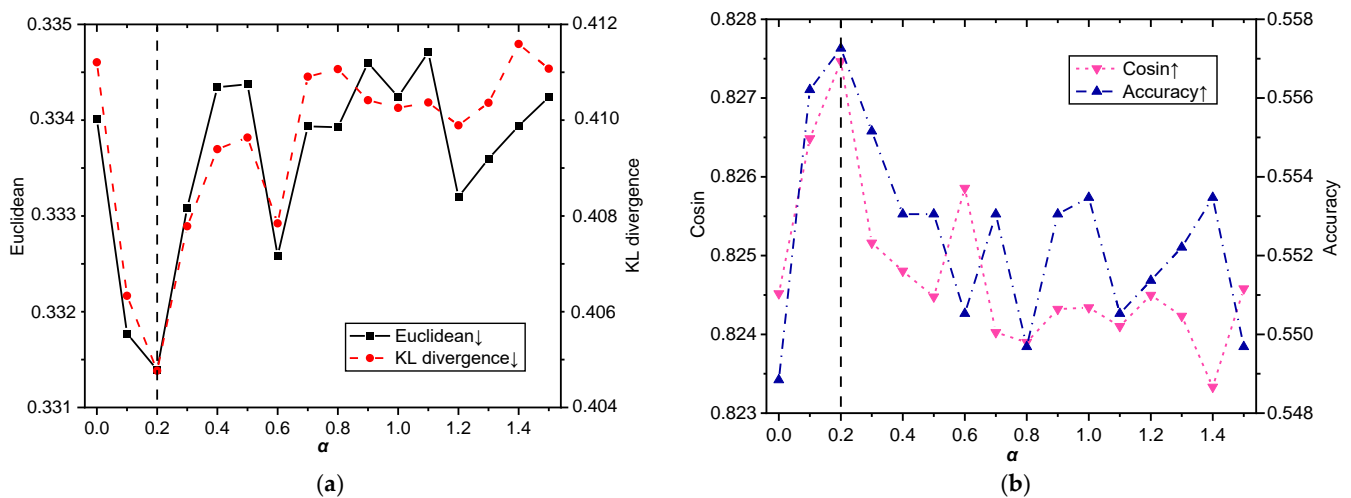 0.335
0.334
0.333
0.332
0.331
Euclidean
0.412
0.410
0.408
0.406
0.404
KL divergence
Euclidean↓
KL divergence↓
0.0 0.2 0.4 0.6 0.8 1.0 1.2 1.4
α
(a)
0.828
0.827
0.826
0.825
0.824
0.823
Cosin
0.558
0.556
0.554
0.552
0.550
0.548
Accuracy
Cosin↑
Accuracy↑
0.0 0.2 0.4 0.6 0.8 1.0 1.2 1.4
α
(b)